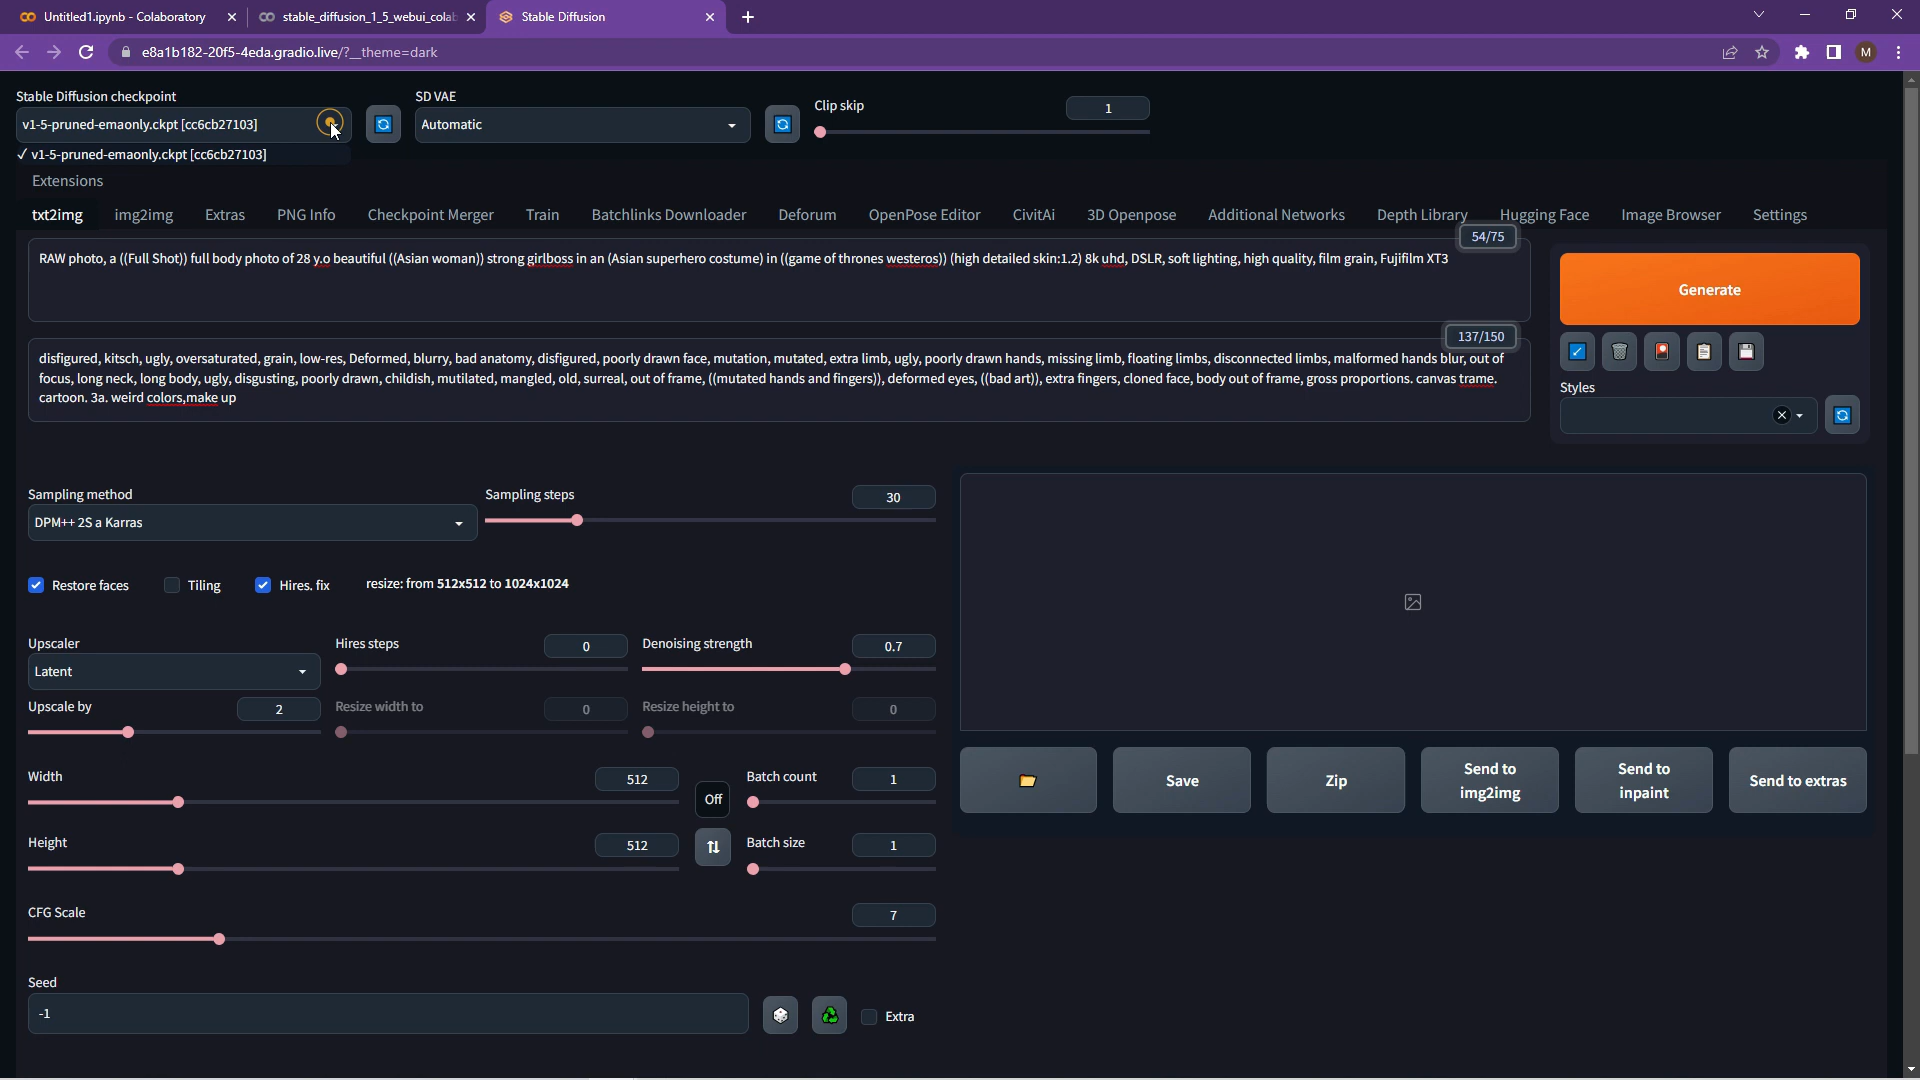 Untitled1.ipynb - Colaboratory
stable_diffusion_1_5_webui_colab
Stable Diffusion
e8a1b182-20f5-4eda.gradio.live/?__theme=dark
M
Stable Diffusion checkpoint
v1-5-pruned-emaonly.ckpt [cc6cb27103]
✓ v1-5-pruned-emaonly.ckpt [cc6cb27103]
SD VAE
Automatic
Clip skip
1
Extensions
txt2img
img2img
Extras
PNG Info
Checkpoint Merger
Train
Batchlinks Downloader
Deforum
OpenPose Editor
CivitAi
3D Openpose
Additional Networks
Depth Library
Hugging Face
Image Browser
Settings
54/75
RAW photo, a ((Full Shot)) full body photo of 28 y.o beautiful ((Asian woman)) strong girlboss in an (Asian superhero costume) in ((game of thrones westeros)) (high detailed skin:1.2) 8k uhd, DSLR, soft lighting, high quality, film grain, Fujifilm XT3
137/150
disfigured, kitsch, ugly, oversaturated, grain, low-res, Deformed, blurry, bad anatomy, disfigured, poorly drawn face, mutation, mutated, extra limb, ugly, poorly drawn hands, missing limb, floating limbs, disconnected limbs, malformed hands blur, out of
focus, long neck, long body, ugly, disgusting, poorly drawn, childish, mutilated, mangled, old, surreal, out of frame, ((mutated hands and fingers)), deformed eyes, ((bad art)), extra fingers, cloned face, body out of frame, gross proportions. canvas trame.
cartoon. 3a. weird colors,make up
Generate
Styles
Sampling method
DPM++ 2S a Karras
Sampling steps
30
Restore faces
Tiling
Hires. fix
resize: from 512x512 to 1024x1024
Upscaler
Latent
Hires steps
0
Denoising strength
0.7
Upscale by
2
Resize width to
0
Resize height to
0
Width
512
Off
Batch count
1
Height
512
Batch size
1
CFG Scale
7
Seed
-1
Extra
Save
Zip
Send to
img2img
Send to
inpaint
Send to extras